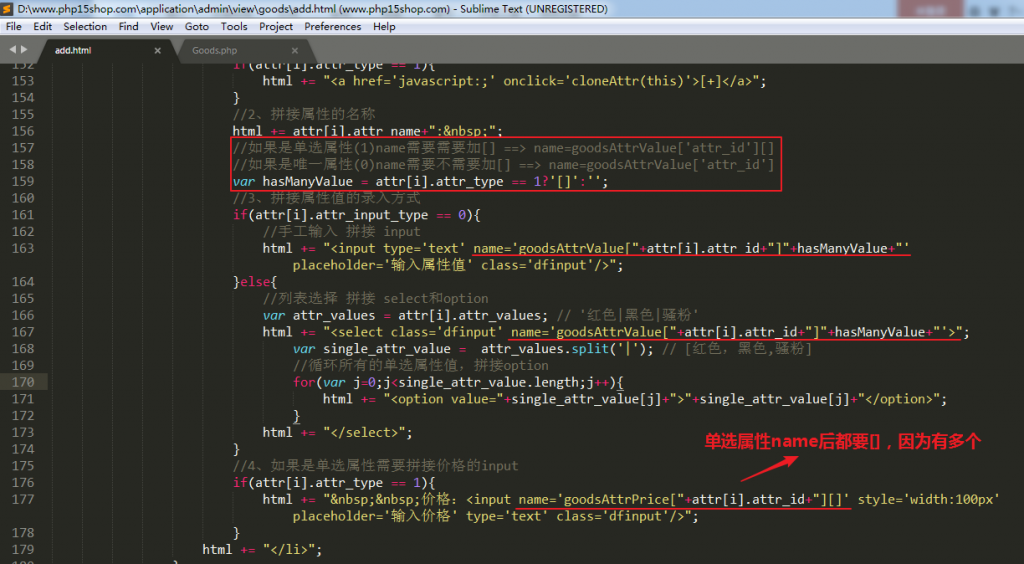 D:\www.php15shop.com\application\admin\view\goods\add.html (www.php15shop.com) - Sublime Text (UNREGISTERED)
File Edit Selection Find View Goto Tools Project Preferences Help
add.html × Goods.php ×
152 if(attr[i].attr_type == 1){
153 html += "<a href='javascript:;' onclick='cloneAttr(this)'>[+]</a>";
154 }
155 //2、拼接属性的名称
156 html += attr[i].attr_name+":&nbsp;";
157 //如果是单选属性(1)name需要需要加[] ==> name=goodsAttrValue['attr_id'][]
158 //如果是唯一属性(0)name需要不需要加[] ==> name=goodsAttrValue['attr_id']
159 var hasManyValue = attr[i].attr_type == 1?'[]':'';
160 //3、拼接属性值的录入方式
161 if(attr[i].attr_input_type == 0){
162 //手工输入 拼接 input
163 html += "<input type='text' name='goodsAttrValue["+attr[i].attr_id+"]"+hasManyValue+"'
placeholder='输入属性值' class='dfinput'/>";
164 }else{
165 //列表选择 拼接 select和option
166 var attr_values = attr[i].attr_values; // '红色|黑色|骚粉'
167 html += "<select class='dfinput' name='goodsAttrValue["+attr[i].attr_id+"]"+hasManyValue+"'>";
168 var single_attr_value = attr_values.split('|'); // [红色，黑色,骚粉]
169 //循环所有的单选属性值，拼接option
170 for(var j=0;j<single_attr_value.length;j++){
171 html += "<option value="+single_attr_value[j]+">"+single_attr_value[j]+"</option>";
172 }
173 html += "</select>";
174 }
单选属性name后都要[]，因为有多个
175 //4、如果是单选属性需要拼接价格的input
176 if(attr[i].attr_type == 1){
177 html += "&nbsp;&nbsp;价格：<input name='goodsAttrPrice["+attr[i].attr_id+"][]' style='width:100px'
placeholder='输入价格' type='text' class='dfinput'/>";
178 }
179 html += "</li>";